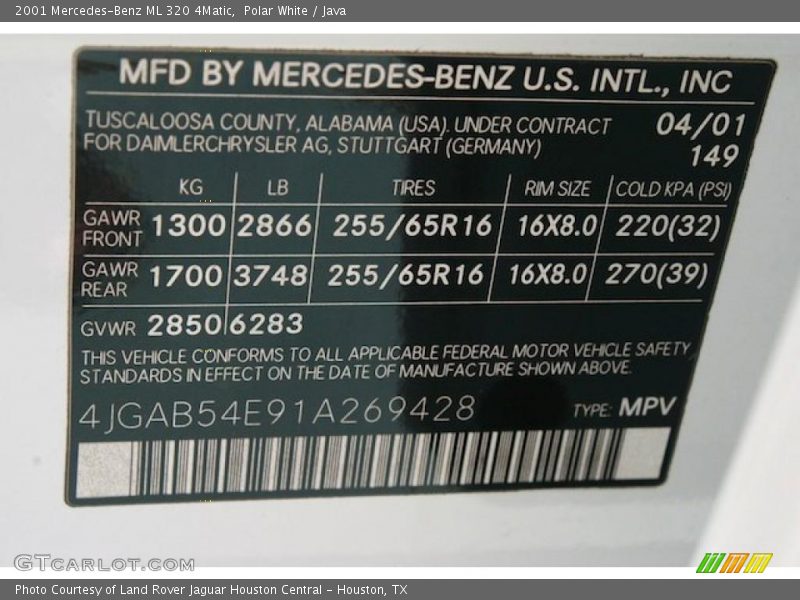 2001 Mercedes-Benz ML 320 4Matic,  Polar White / Java
MFD BY MERCEDES-BENZ U.S. INTL., INC
TUSCALOOSA COUNTY, ALABAMA (USA). UNDER CONTRACT 04/01
FOR DAIMLERCHRYSLER AG, STUTTGART (GERMANY) 149
KG LB TIRES RIM SIZE COLD KPA (PSI)
GAWR FRONT 1300 2866 255/65R16 16X8.0 220(32)
GAWR REAR 1700 3748 255/65R16 16X8.0 270(39)
GVWR 2850 6283
THIS VEHICLE CONFORMS TO ALL APPLICABLE FEDERAL MOTOR VEHICLE SAFETY
STANDARDS IN EFFECT ON THE DATE OF MANUFACTURE SHOWN ABOVE.
4JGAB54E91A269428 TYPE: MPV
GTCARLOT.COM
Photo Courtesy of Land Rover Jaguar Houston Central - Houston, TX